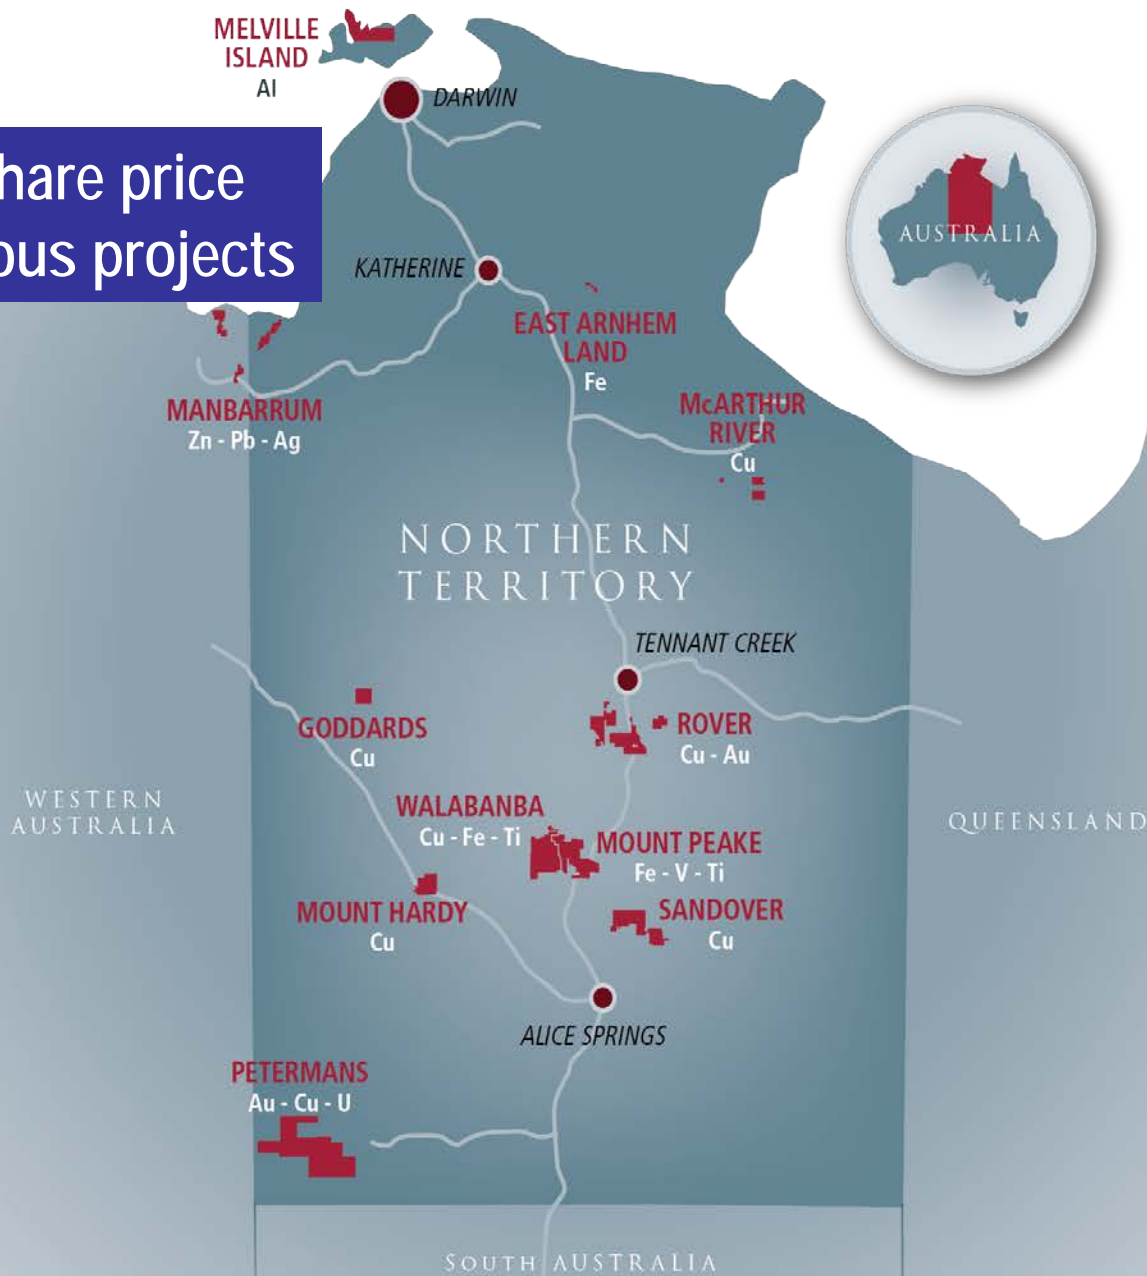 MELVILLE
ISLAND
Al
DARWIN
hare price
ous projects
AUSTRALIA
KATHERINE
EAST ARNHEM
LAND
Fe
McARTHUR
RIVER
Cu
MANBARRUM
Zn - Pb - Ag
NORTHERN
TERRITORY
TENNANT CREEK
GODDARDS
Cu
ROVER
Cu - Au
WESTERN
AUSTRALIA
WALABANBA
Cu - Fe - Ti
MOUNT PEAKE
Fe - V - Ti
QUEENSLAND
MOUNT HARDY
Cu
SANDOVER
Cu
ALICE SPRINGS
PETERMANS
Au - Cu - U
SOUTH AUSTRALIA